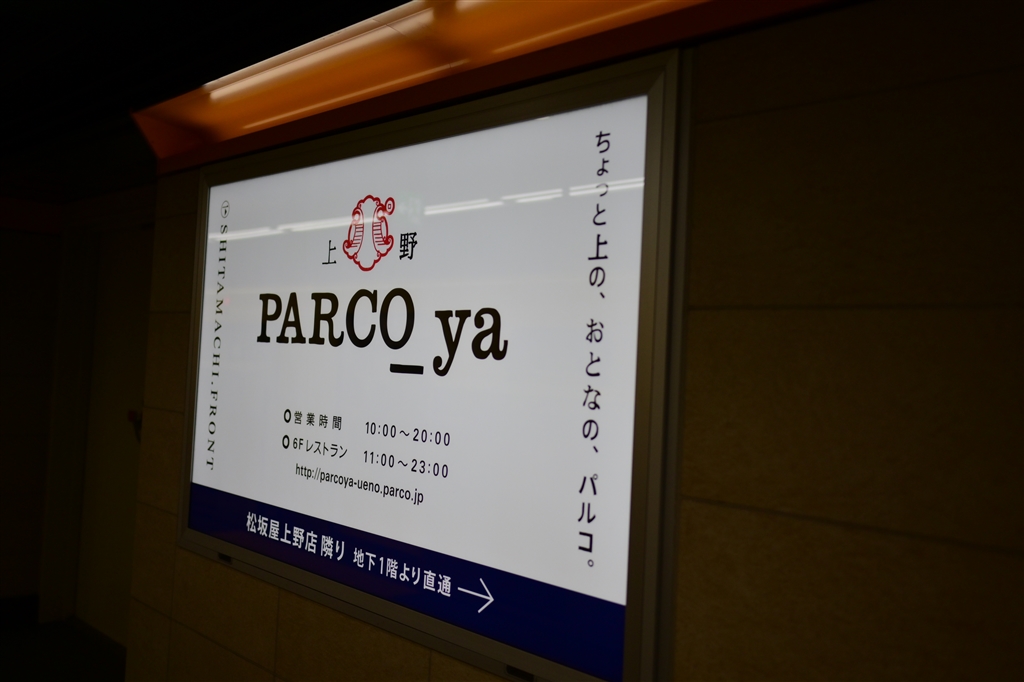 ちょっと上の、おとなの、パルコ。
上野
PARCO_ya
SHITAMACHI.FRONT
営業時間 10:00～20:00
6Fレストラン 11:00～23:00
http://parcoya-ueno.parco.jp
松坂屋上野店 隣り 地下1階より直通→